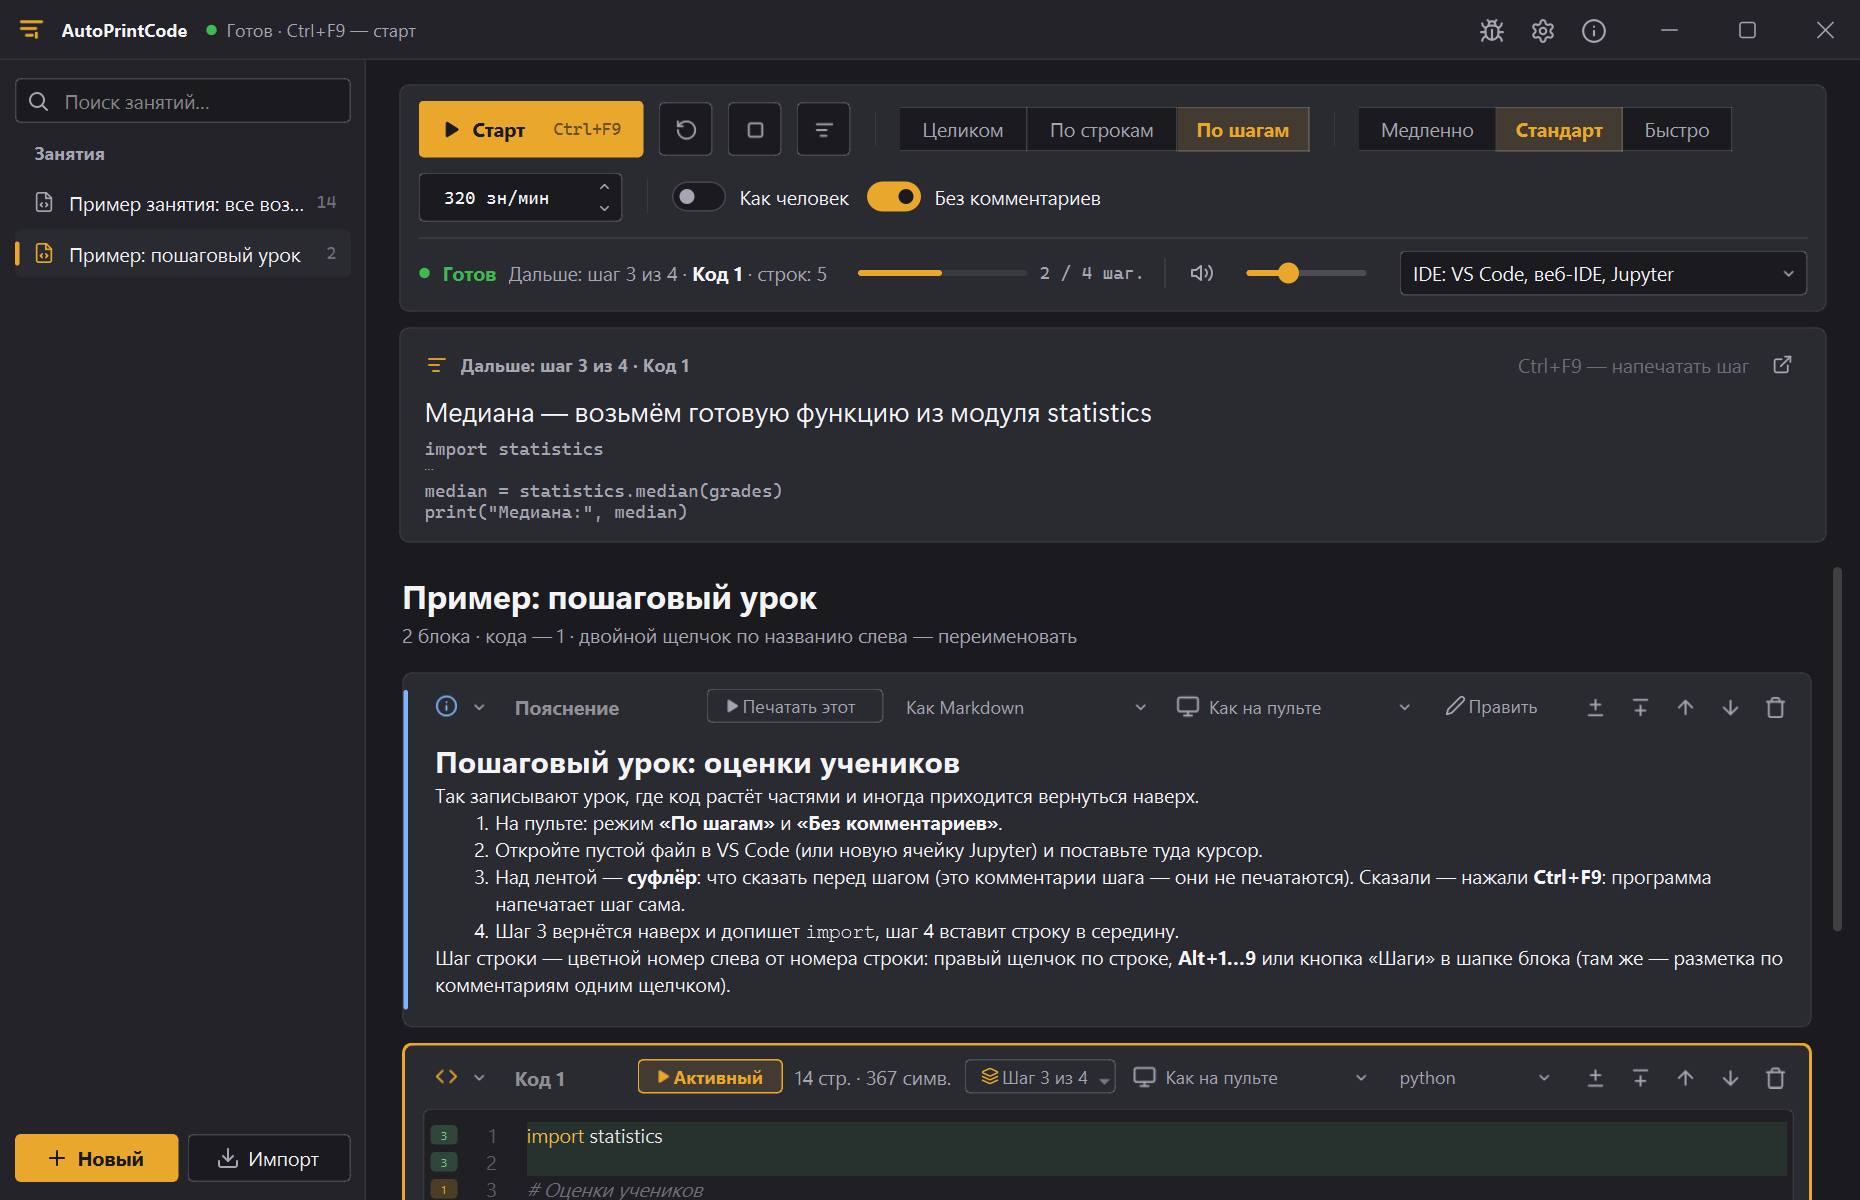 AutoPrintCode
Готов · Ctrl+F9 — старт
Поиск занятий...
Занятия
Пример занятия: все воз... 14
Пример: пошаговый урок 2
Старт Ctrl+F9
Целиком По строкам По шагам
Медленно Стандарт Быстро
320 зн/мин
Как человек
Без комментариев
Готов Дальше: шаг 3 из 4 · Код 1 · строк: 5
2 / 4 шаг.
IDE: VS Code, веб-IDE, Jupyter
Дальше: шаг 3 из 4 · Код 1
Ctrl+F9 — напечатать шаг
Медиана — возьмём готовую функцию из модуля statistics
import statistics
…
median = statistics.median(grades)
print("Медиана:", median)
Пример: пошаговый урок
2 блока · кода — 1 · двойной щелчок по названию слева — переименовать
Пояснение Печатать этот Как Markdown Как на пульте Править
Пошаговый урок: оценки учеников
Так записывают урок, где код растёт частями и иногда приходится вернуться наверх.
1. На пульте: режим «По шагам» и «Без комментариев».
2. Откройте пустой файл в VS Code (или новую ячейку Jupyter) и поставьте туда курсор.
3. Над лентой — суфлёр: что сказать перед шагом (это комментарии шага — они не печатаются). Сказали — нажали Ctrl+F9: программа
напечатает шаг сама.
4. Шаг 3 вернётся наверх и допишет import, шаг 4 вставит строку в середину.
Шаг строки — цветной номер слева от номера строки: правый щелчок по строке, Alt+1…9 или кнопка «Шаги» в шапке блока (там же — разметка по
комментариям одним щелчком).
Код 1 Активный 14 стр. · 367 симв. Шаг 3 из 4 Как на пульте python
3 1 import statistics
3 2
1 3 # Оценки учеников
Новый
Импорт